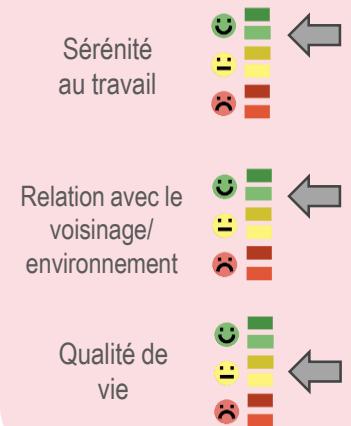 Sérénité
au travail
Relation avec le
voisinage/
environnement
Qualité de
vie